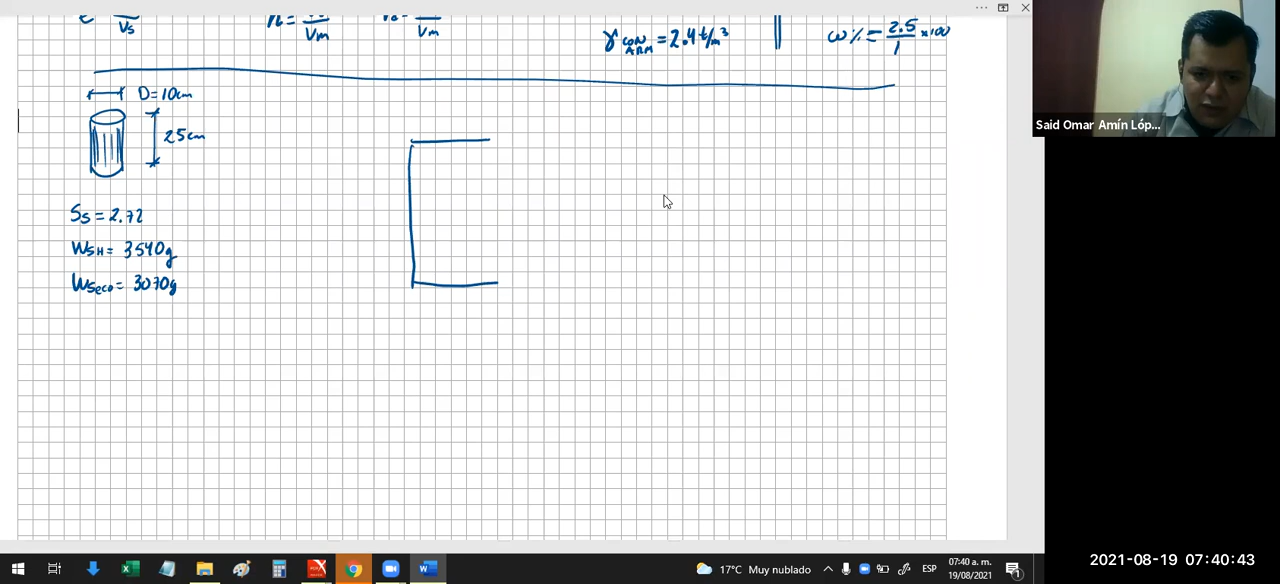 e Vs
n = Vm
Vm
γ CON ARM = 2.4 t/m³
ω% = 2.5 / 1 × 100
D=10cm
25cm
Ss = 2.72
WSH = 3540g
WSeco = 3070g
Said Omar Amín Lóp...
2021-08-19 07:40:43
17°C Muy nublado
ESP
07:40 a. m.
19/08/2021
1